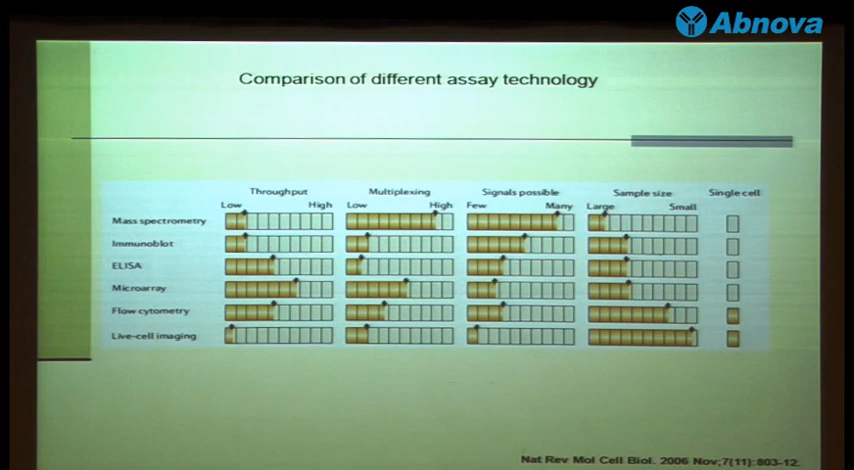 Abnova
Comparison of different assay technology
Throughput Multiplexing Signals possible Sample size Single cell
Low High Low High Few Many Large Small
Mass spectrometry
Immunoblot
ELISA
Microarray
Flow cytometry
Live-cell imaging
Nat Rev Mol Cell Biol. 2006 Nov;7(11):803-12.